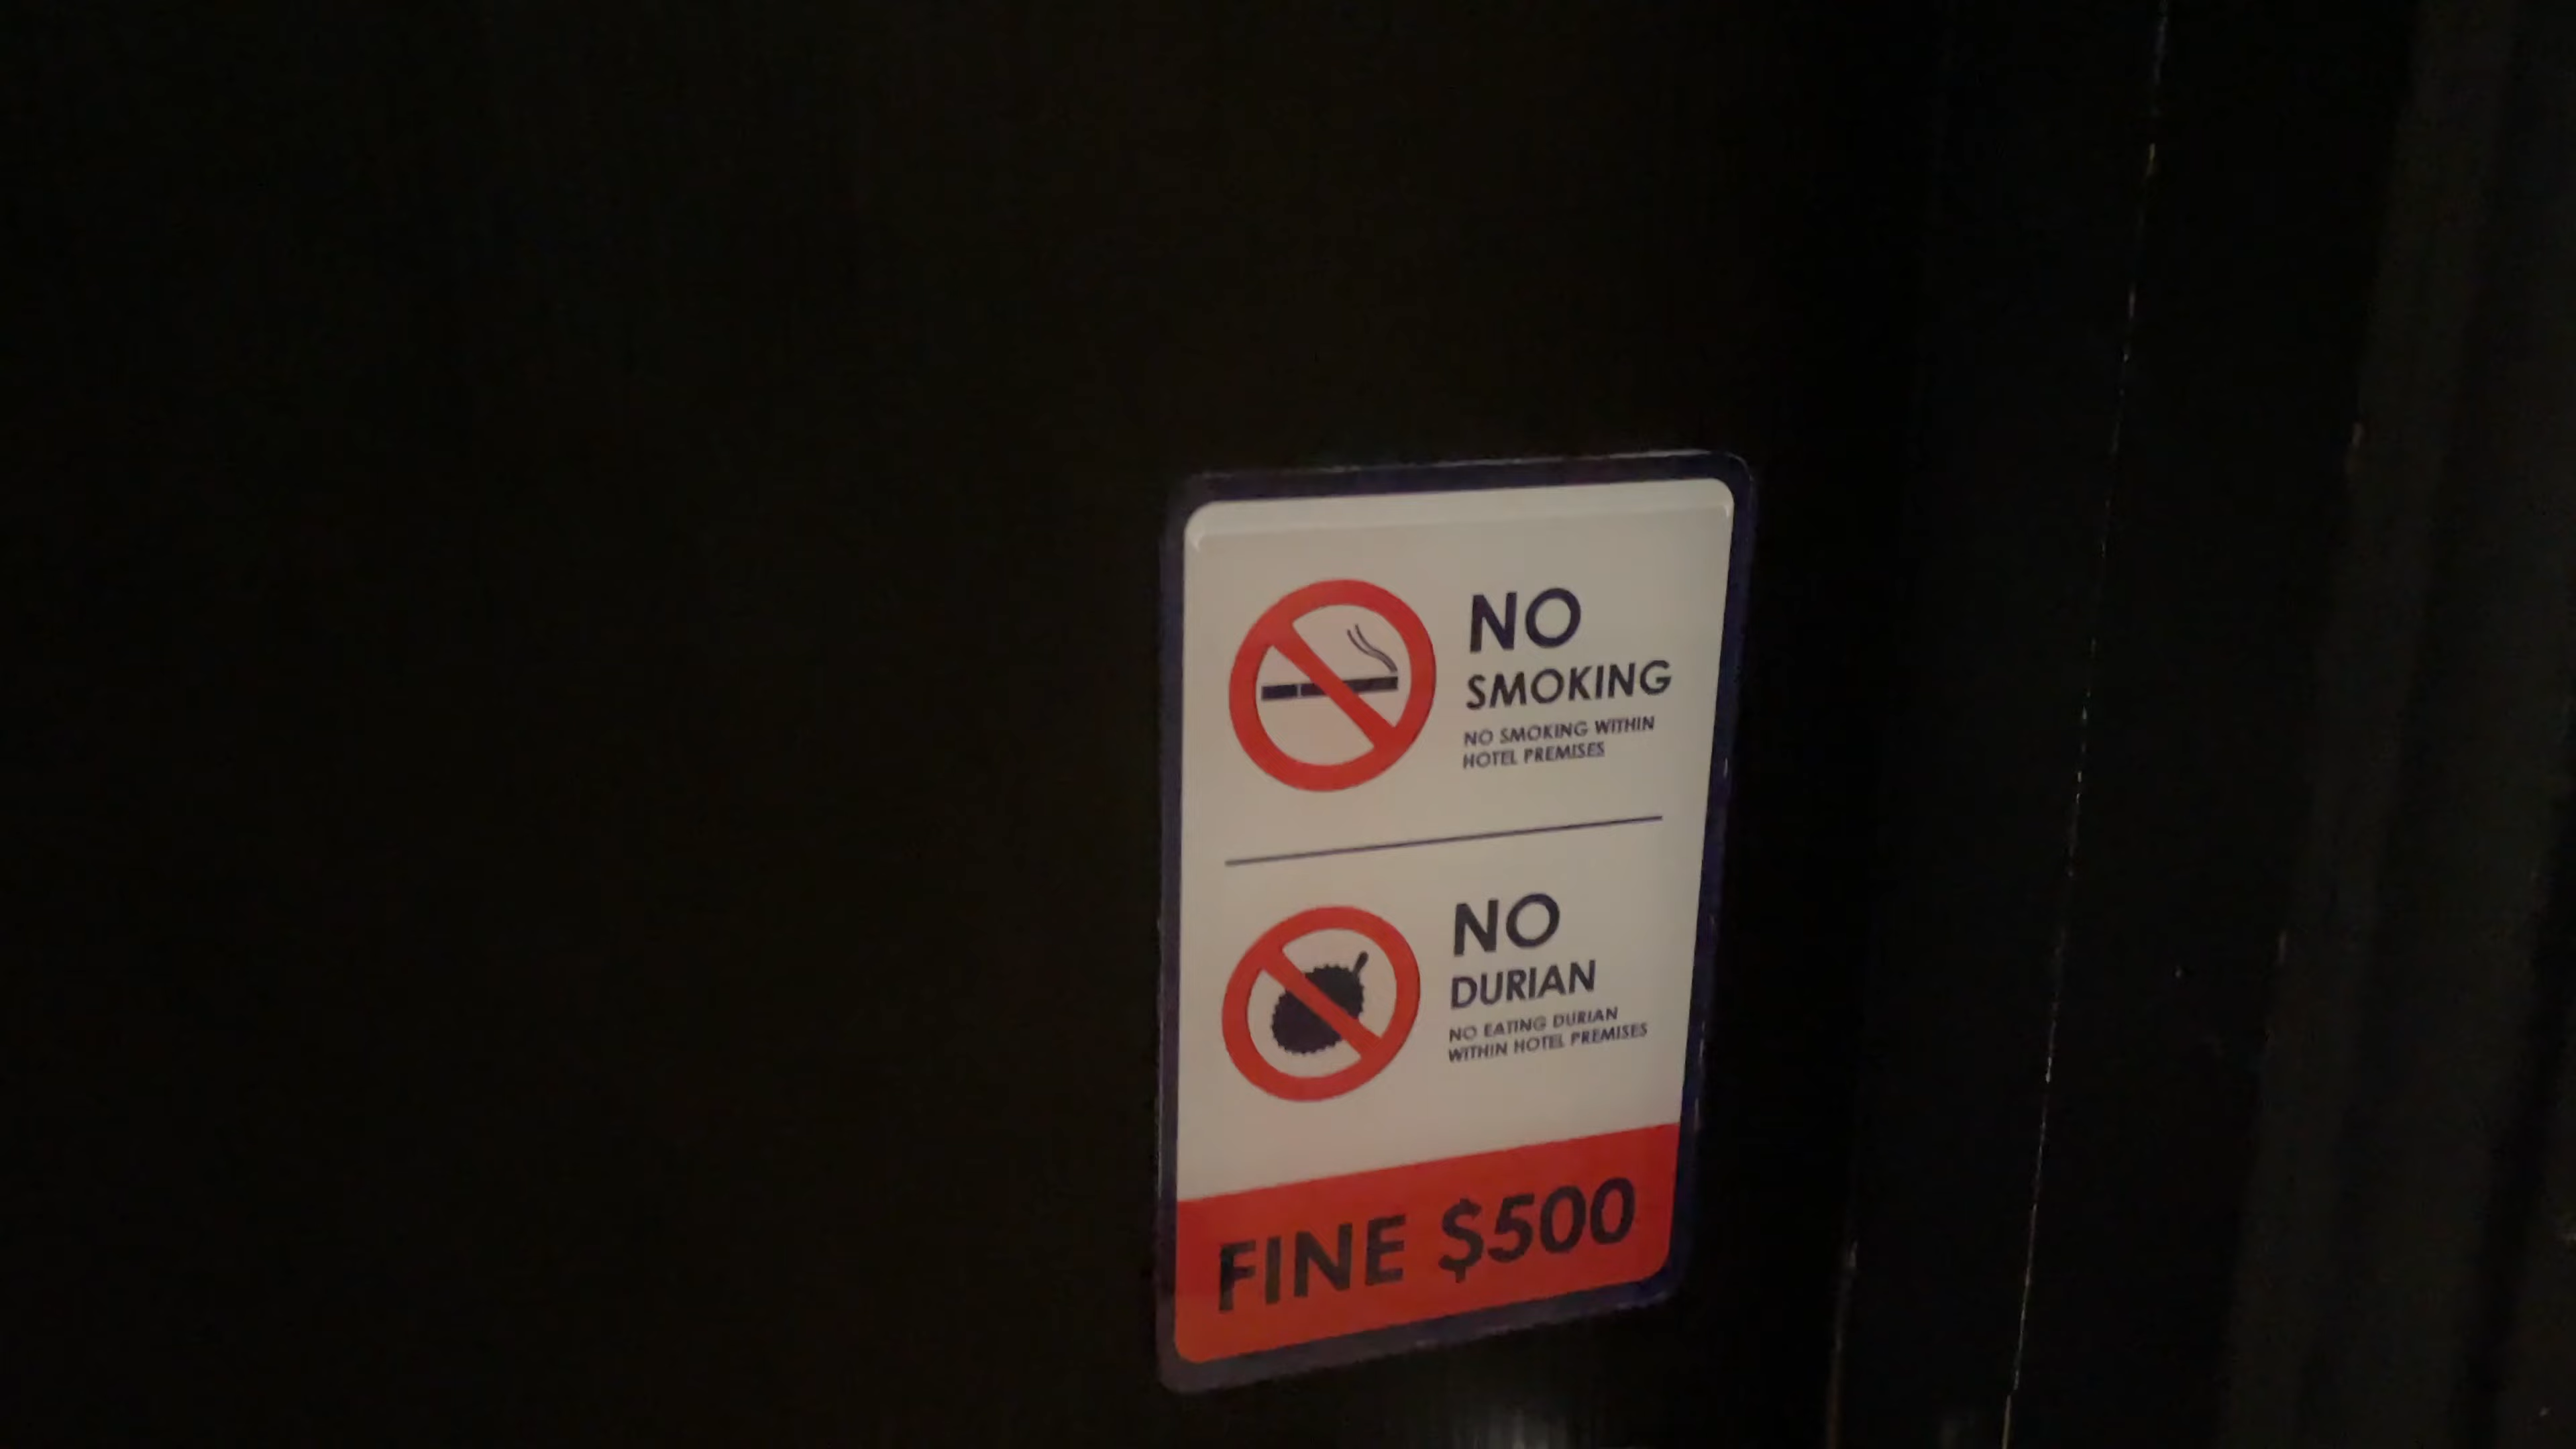 NO
SMOKING
NO SMOKING WITHIN
HOTEL PREMISES
NO
DURIAN
NO EATING DURIAN
WITHIN HOTEL PREMISES
FINE $500